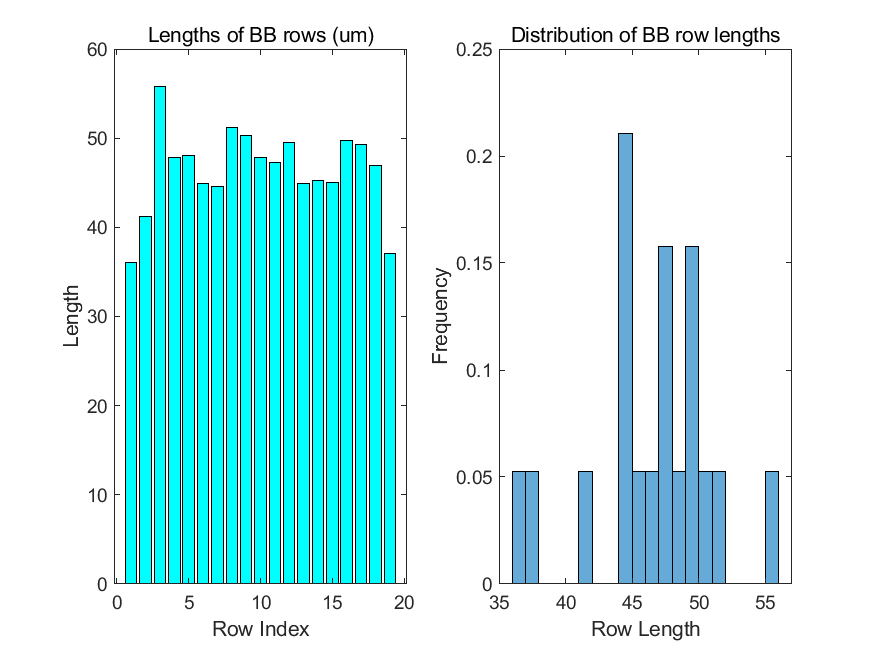 Lengths of BB rows (um)
60
50
40
30
20
10
0
Length
0 5 10 15 20
Row Index
Distribution of BB row lengths
0.25
0.2
0.15
0.1
0.05
0
Frequency
35 40 45 50 55
Row Length